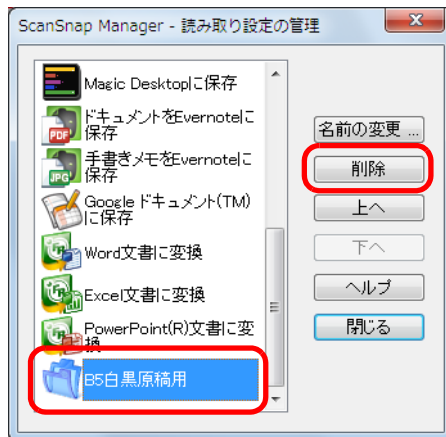 ScanSnap Manager - 読み取り設定の管理
Magic Desktopに保存
ドキュメントをEvernoteに
保存
手書きメモをEvernoteに
保存
Google ドキュメント(TM)
に保存
Word文書に変換
Excel文書に変換
PowerPoint(R)文書に変
換
B5白黒原稿用
名前の変更 ...
削除
上へ
下へ
ヘルプ
閉じる
PDF
JPG